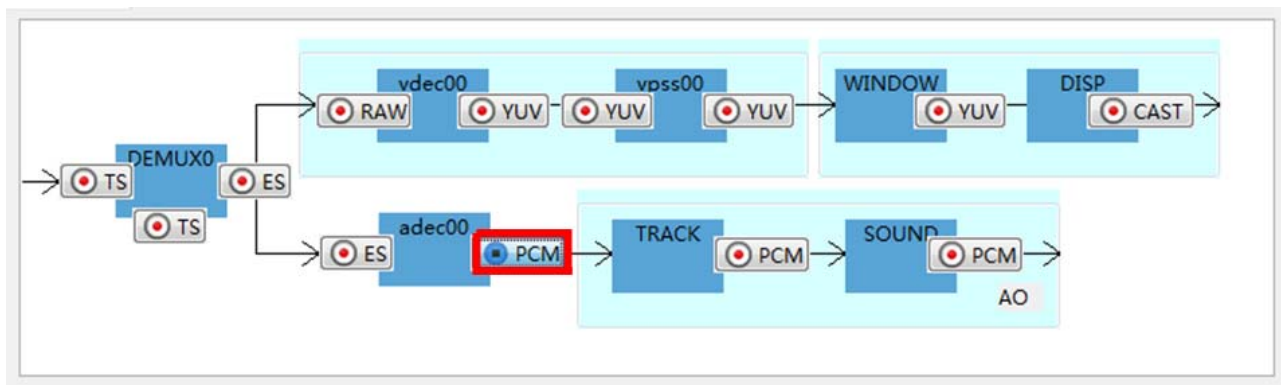 vdec00
vpss00
WINDOW
DISP
RAW
YUV
YUV
YUV
YUV
CAST
DEMUX0
TS
ES
TS
adec00
TRACK
SOUND
ES
PCM
PCM
PCM
AO